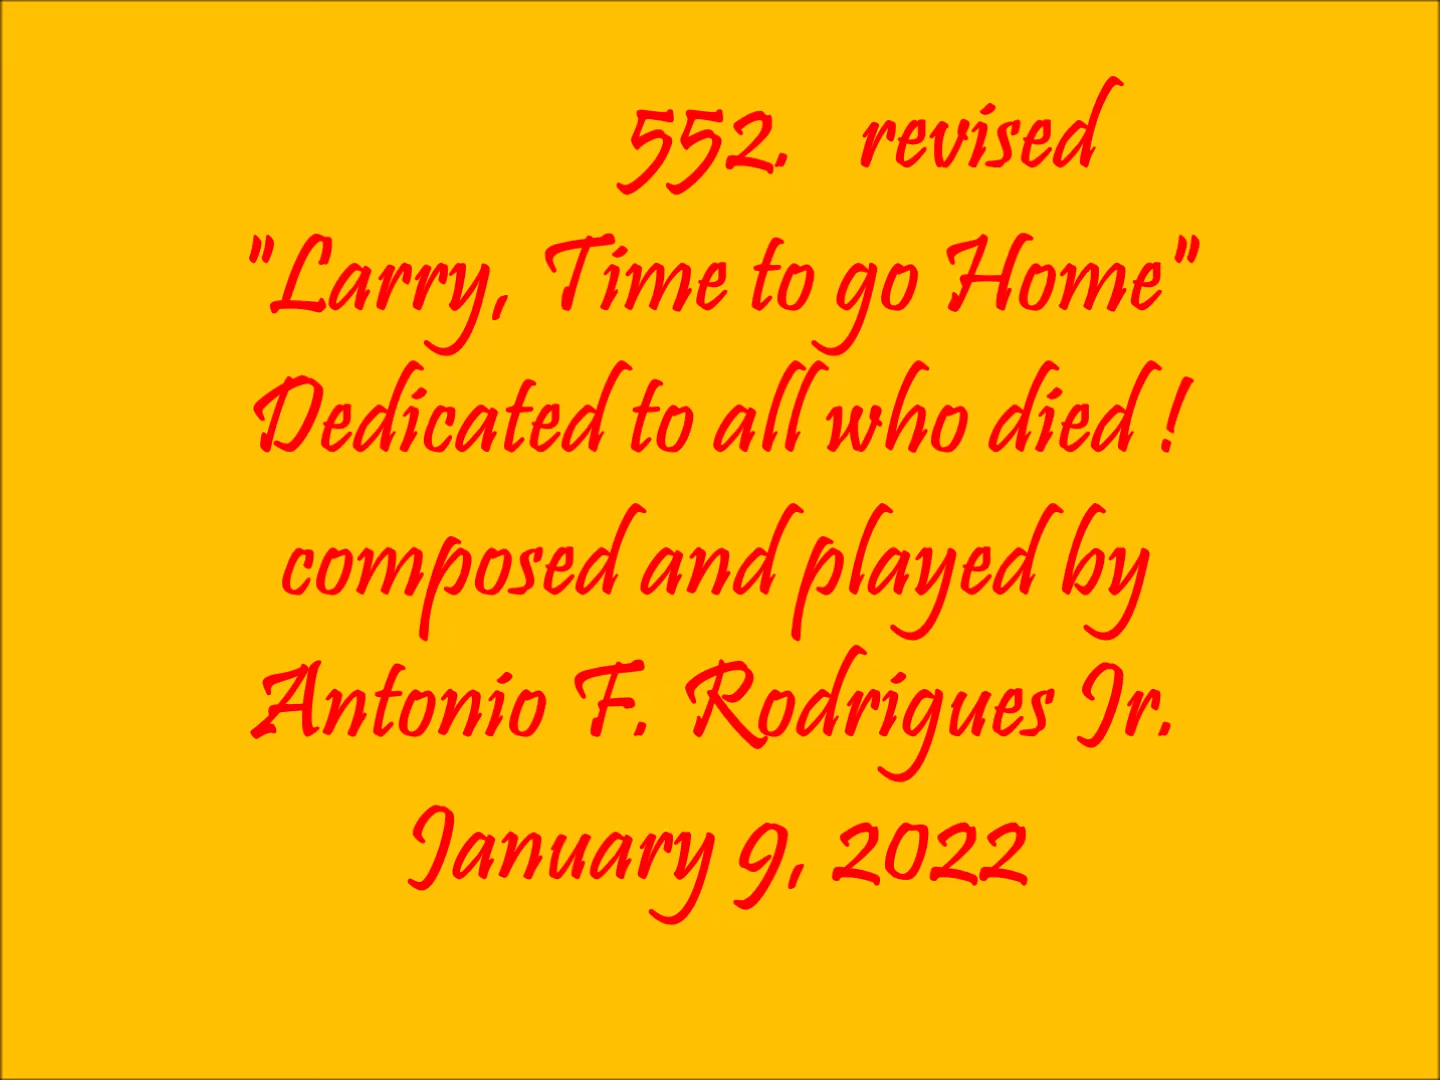 552. revised
"Larry, Time to go Home"
Dedicated to all who died !
composed and played by
Antonio F. Rodrigues Jr.
January 9, 2022